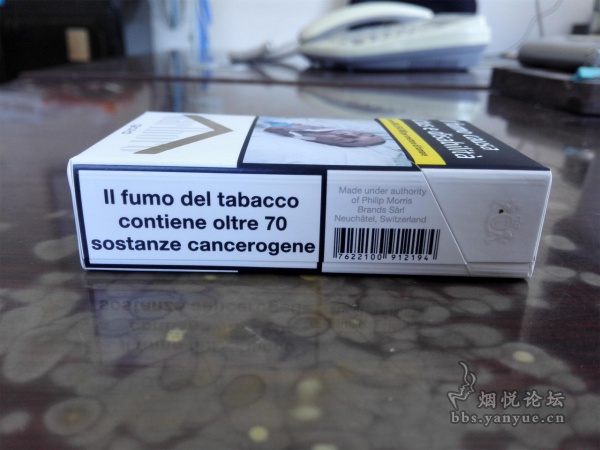 Il fumo del tabacco
contiene oltre 70
sostanze cancerogene
Made under authority
of Philip Morris
Brands Sàrl
Neuchâtel, Switzerland
7622100 912194
烟悦论坛
bbs.yanyue.cn